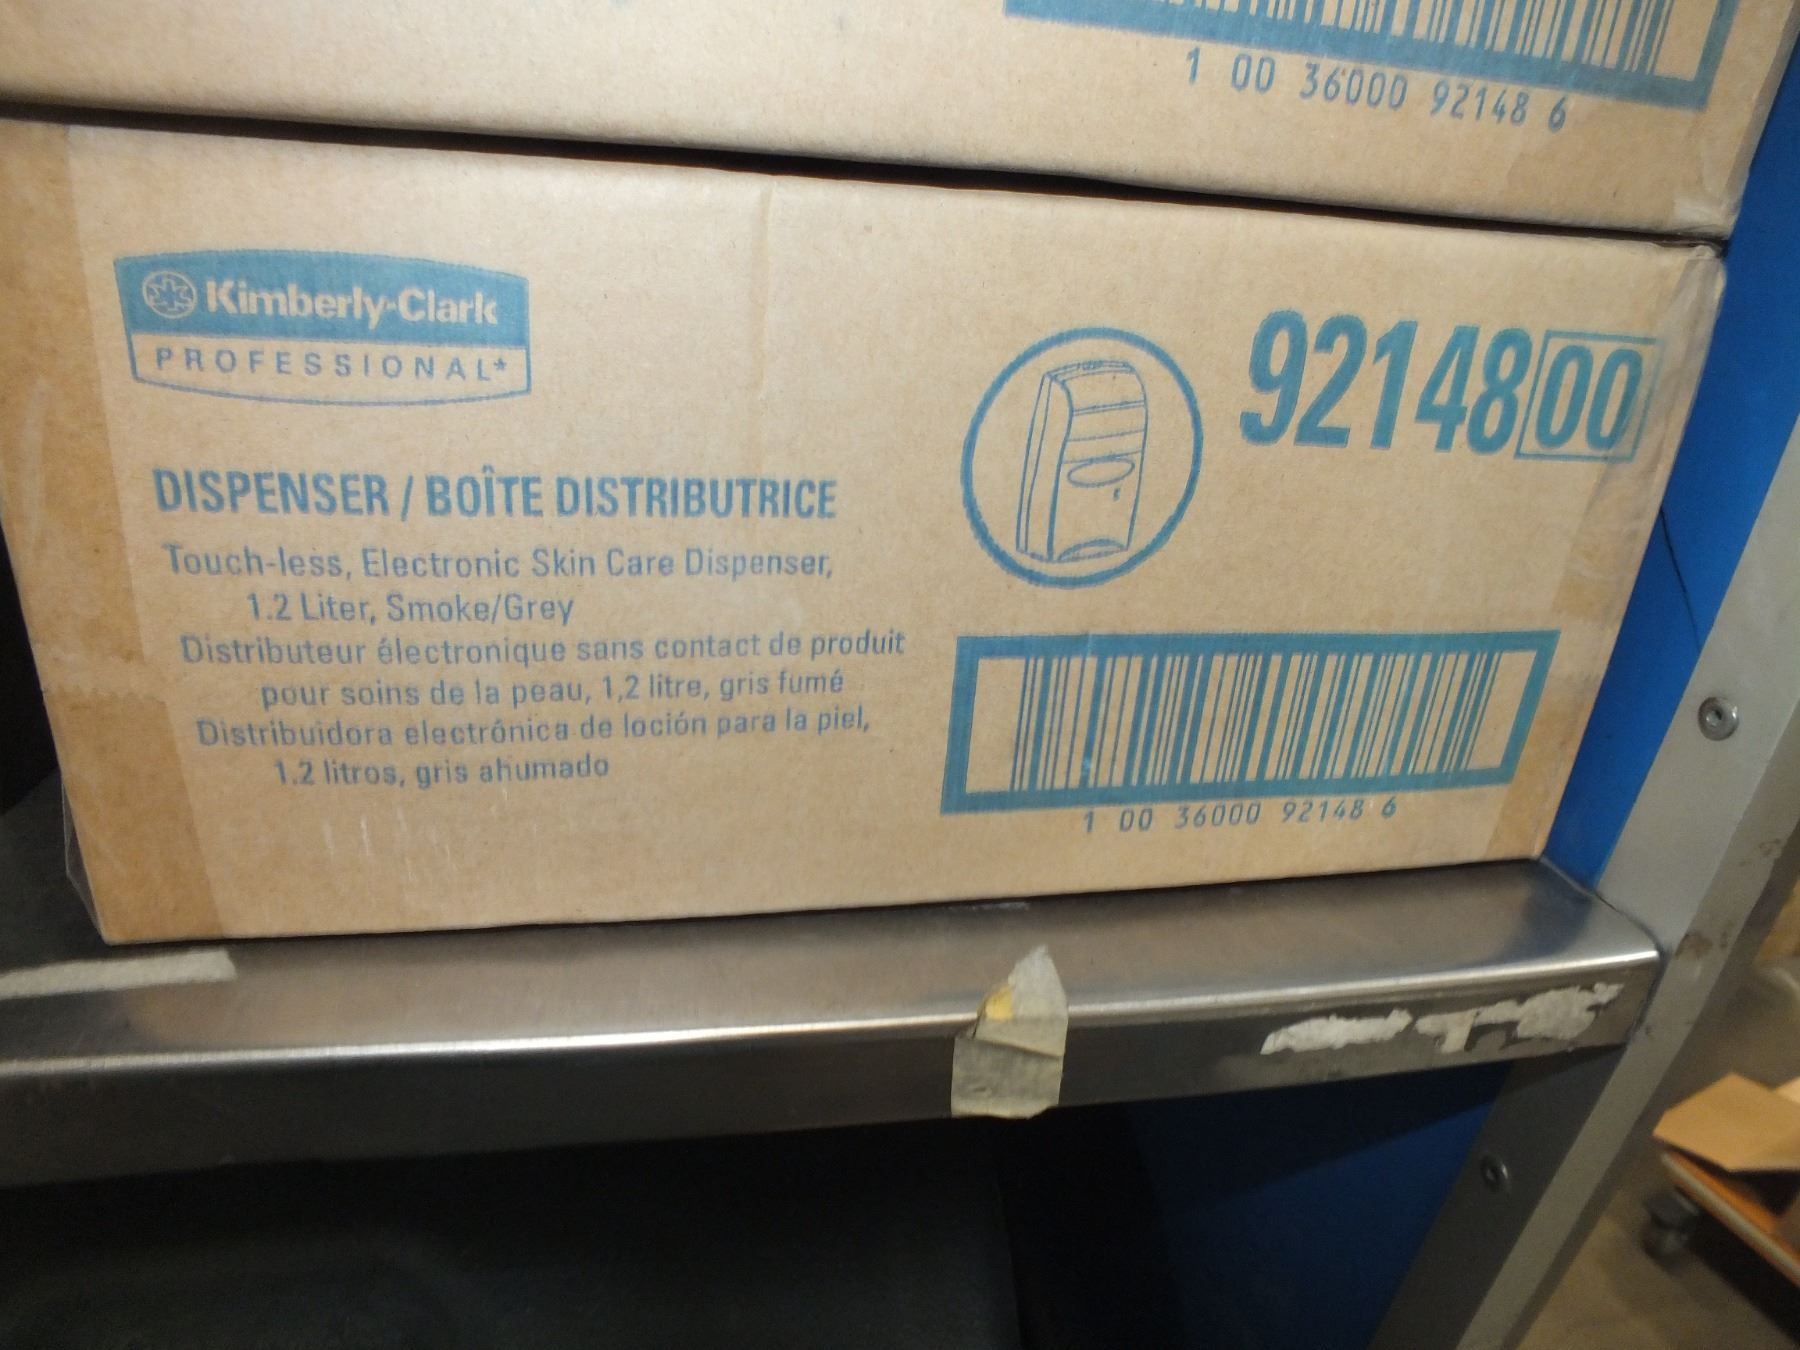 1 00 36000 92148 6
Kimberly-Clark
PROFESSIONAL*
92148 00
DISPENSER / BOÎTE DISTRIBUTRICE
Touch-less, Electronic Skin Care Dispenser,
1.2 Liter, Smoke/Grey
Distributeur électronique sans contact de produit
pour soins de la peau, 1,2 litre, gris fumé
Distribuidora electrónica de loción para la piel,
1.2 litros, gris ahumado
1 00 36000 92148 6